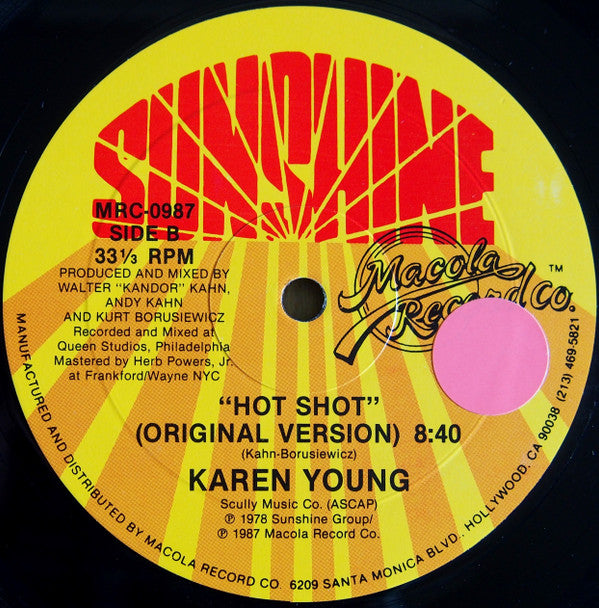 SUNSHINE
MRC-0987
SIDE B
33 1/3 RPM
PRODUCED AND MIXED BY
WALTER "KANDOR" KAHN,
ANDY KAHN
AND KURT BORUSIEWICZ
Recorded and Mixed at
Queen Studios, Philadelphia
Mastered by Herb Powers, Jr.
at Frankford/Wayne NYC
Macola ™
Record Co.
"HOT SHOT"
(ORIGINAL VERSION) 8:40
(Kahn-Borusiewicz)
KAREN YOUNG
Scully Music Co. (ASCAP)
℗ 1978 Sunshine Group/
℗ 1987 Macola Record Co.
MANUFACTURED AND DISTRIBUTED BY MACOLA RECORD CO. 6209 SANTA MONICA BLVD., HOLLYWOOD, CA 90038 (213) 469-5821